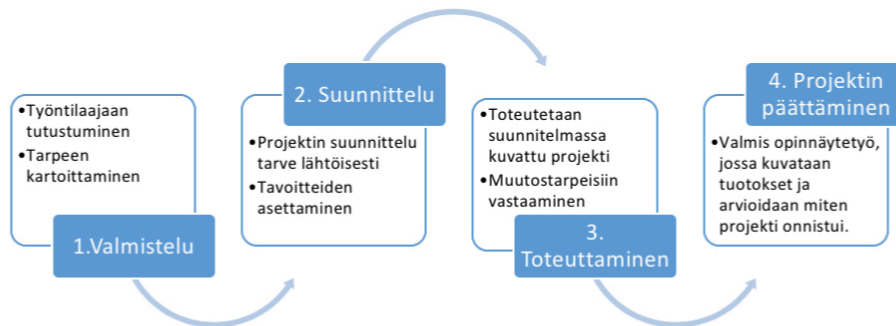 •Työntilaajaan
tutustuminen
•Tarpeen
kartoittaminen
1.Valmistelu
2. Suunnittelu
•Projektin suunnittelu
tarve lähtöisesti
•Tavoitteiden
asettaminen
•Toteutetaan
suunnitelmassa
kuvattu projekti
•Muutostarpeisiin
vastaaminen
3.
Toteuttaminen
4. Projektin
päättäminen
•Valmis opinnäytetyö,
jossa kuvataan
tuotokset ja
arvioidaan miten
projekti onnistui.